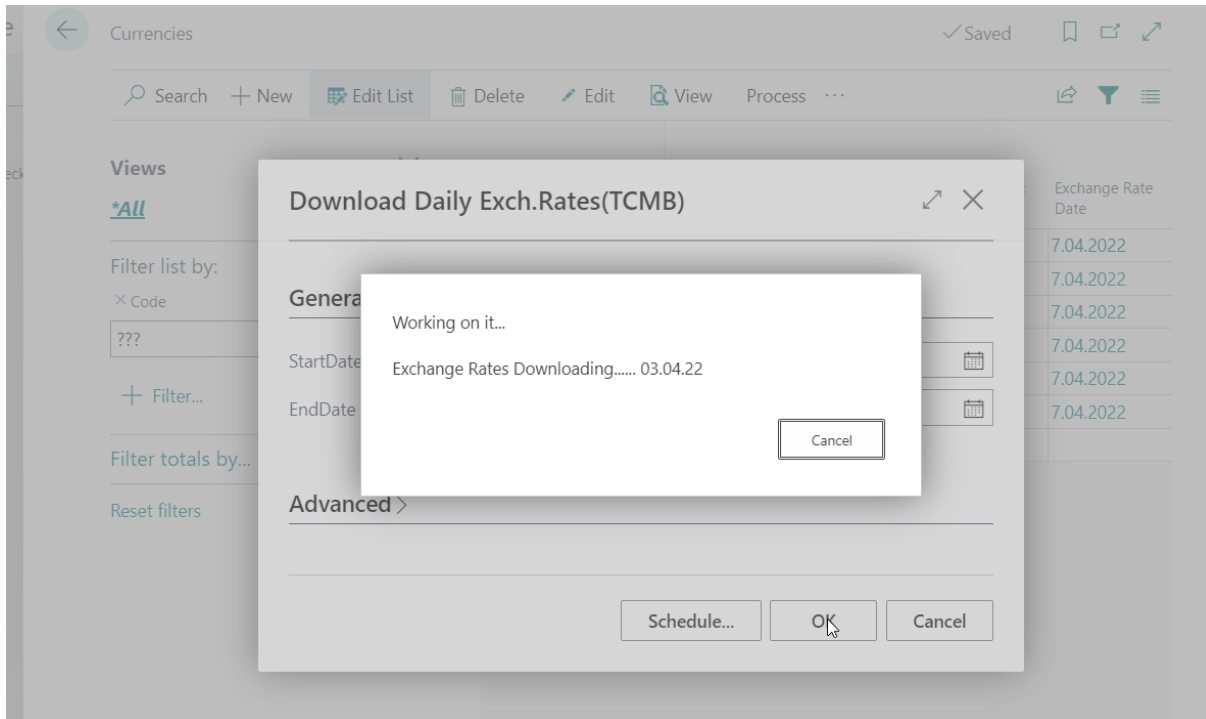 Currencies
Saved
Search
New
Edit List
Delete
Edit
View
Process
...
Views
*All
Filter list by:
× Code
???
Filter...
Filter totals by...
Reset filters
Exchange Rate
Date
7.04.2022
7.04.2022
7.04.2022
7.04.2022
7.04.2022
7.04.2022
Download Daily Exch.Rates(TCMB)
StartDate
EndDate
Advanced
Working on it...
Exchange Rates Downloading...... 03.04.22
Cancel
Schedule...
OK
Cancel